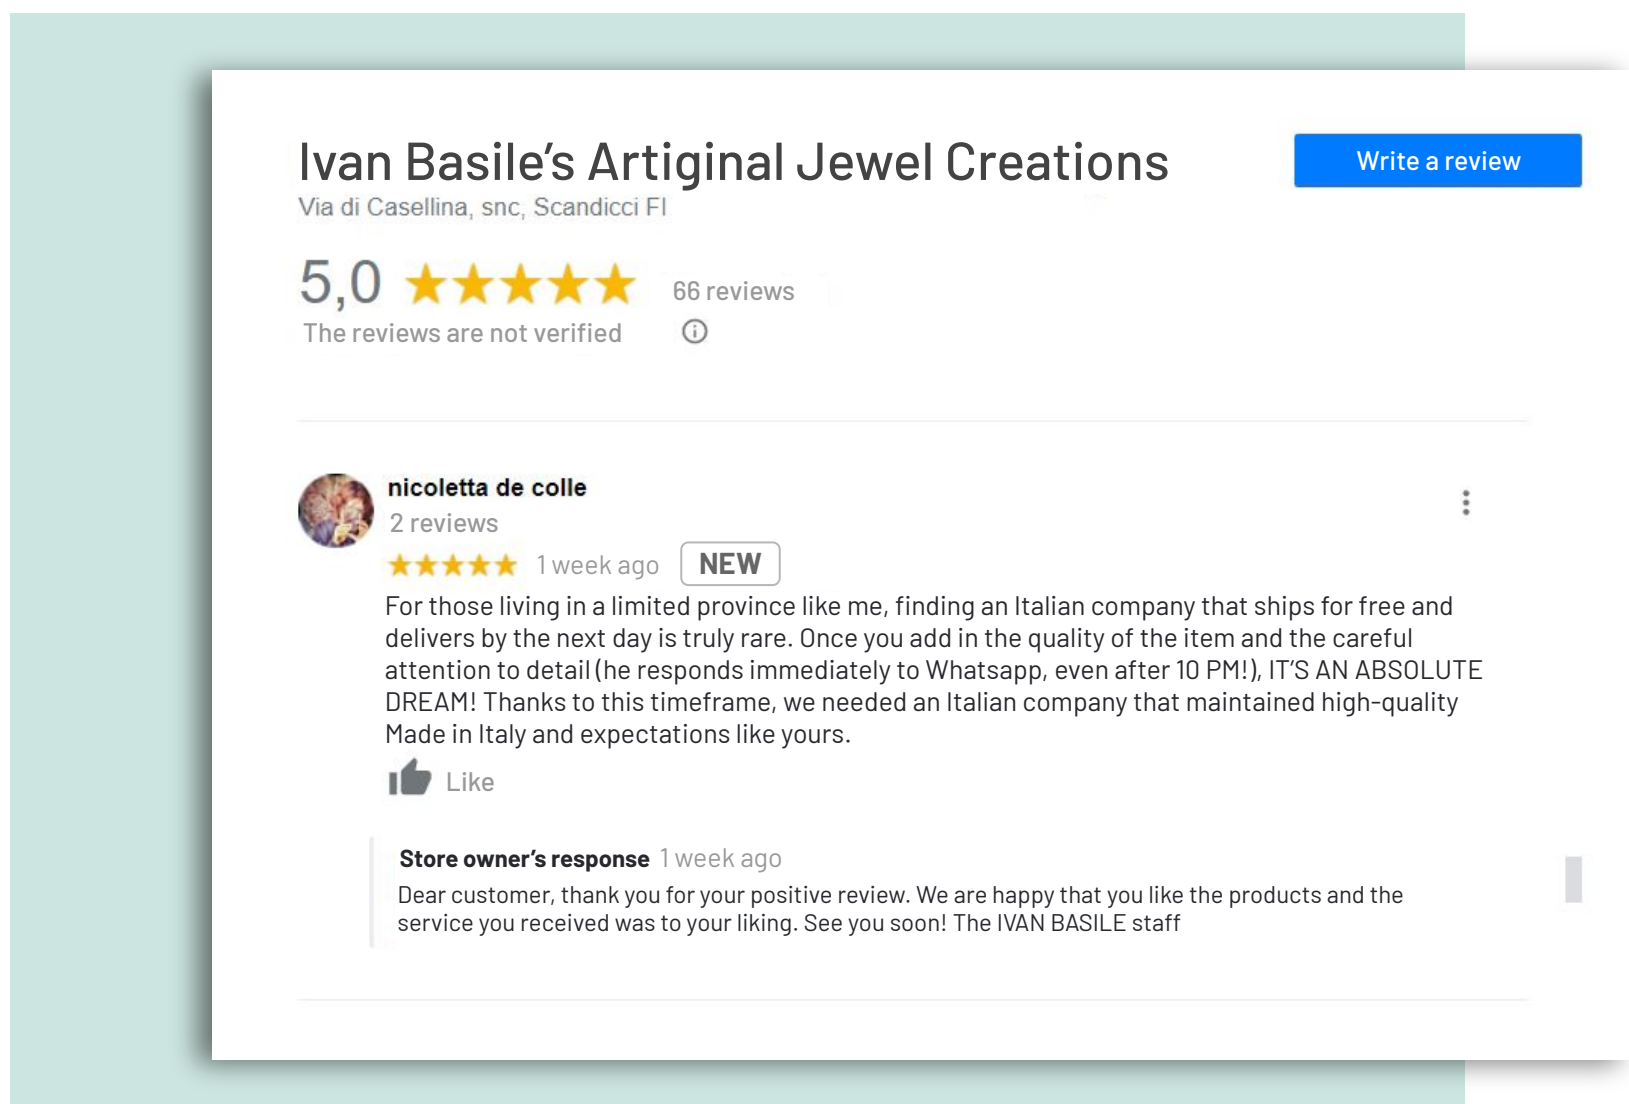 Ivan Basile’s Artiginal Jewel Creations
Write a review
Via di Casellina, snc, Scandicci FI
5,0
66 reviews
The reviews are not verified
nicoletta de colle
2 reviews
1 week ago
NEW
For those living in a limited province like me, finding an Italian company that ships for free and
delivers by the next day is truly rare. Once you add in the quality of the item and the careful
attention to detail (he responds immediately to Whatsapp, even after 10 PM!), IT’S AN ABSOLUTE
DREAM! Thanks to this timeframe, we needed an Italian company that maintained high-quality
Made in Italy and expectations like yours.
Like
Store owner’s response 1 week ago
Dear customer, thank you for your positive review. We are happy that you like the products and the
service you received was to your liking. See you soon! The IVAN BASILE staff